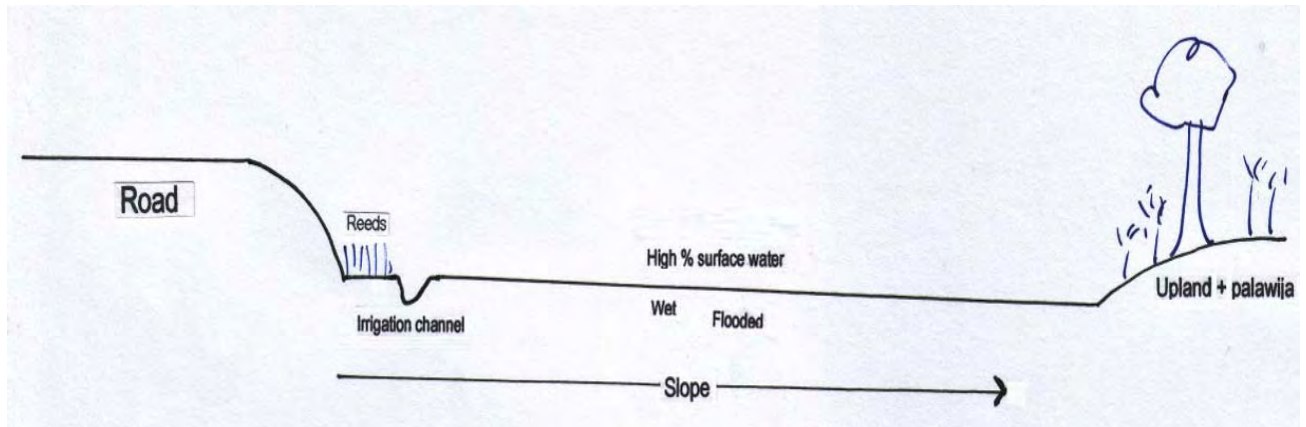 Road
Reeds
Irrigation channel
High % surface water
Wet
Flooded
Slope
Upland + palawija